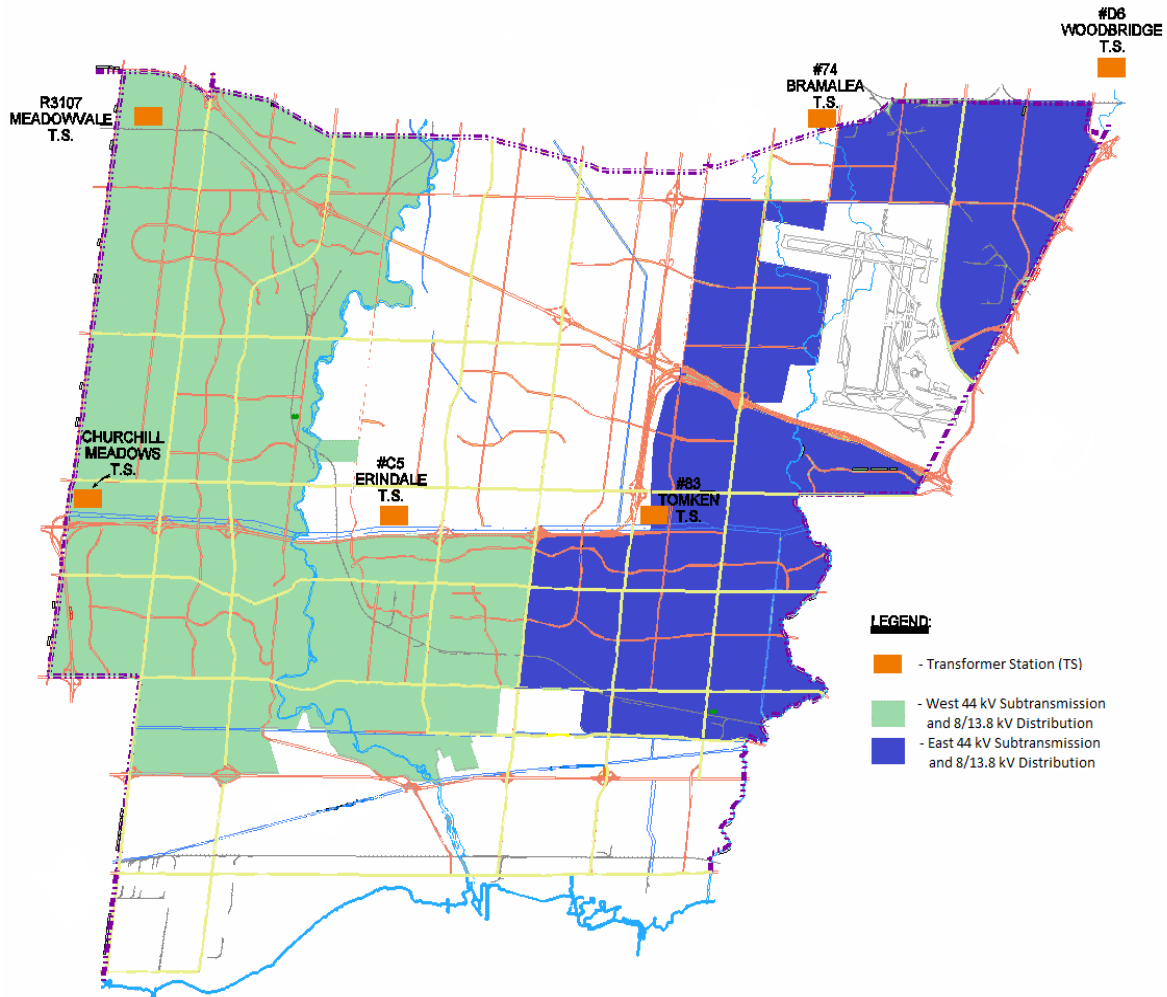 #D6
WOODBRIDGE
T.S.
#74
BRAMALEA
T.S.
R3107
MEADOWVALE
T.S.
CHURCHILL
MEADOWS
T.S.
#C5
ERINDALE
T.S.
#83
TOMKEN
T.S.
LEGEND:
- Transformer Station (TS)
- West 44 kV Subtransmission
and 8/13.8 kV Distribution
- East 44 kV Subtransmission
and 8/13.8 kV Distribution